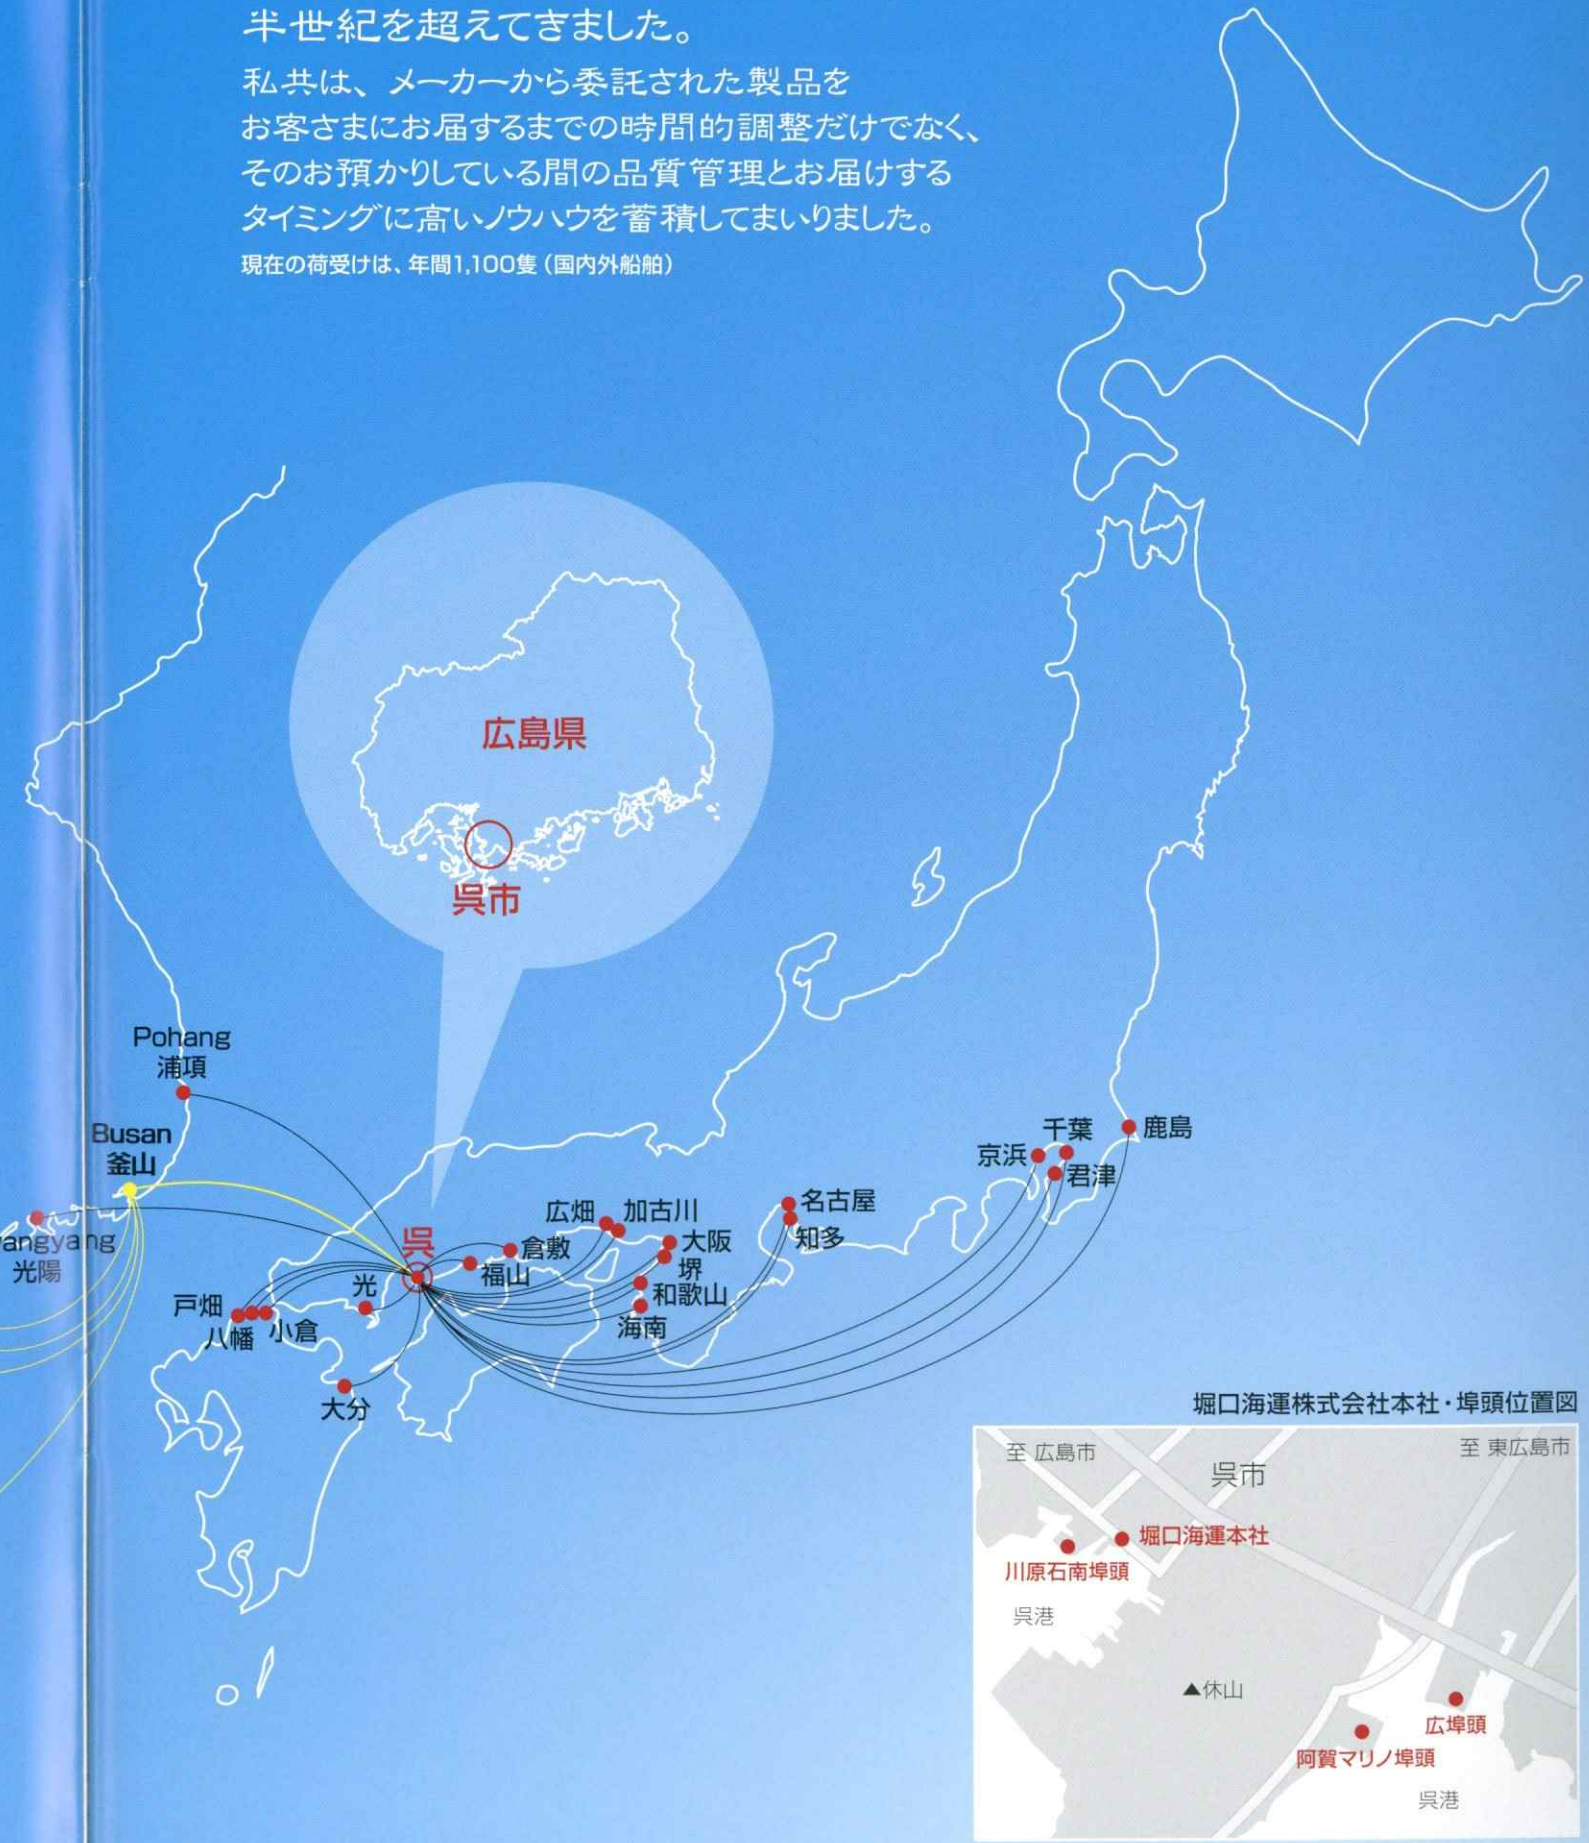 半世紀を超えてきました。
私共は、メーカーから委託された製品を
お客さまにお届するまでの時間的調整だけでなく、
そのお預かりしている間の品質管理とお届けする
タイミングに高いノウハウを蓄積してまいりました。
現在の荷受けは、年間1,100隻（国内外船舶）
広島県
呉市
Pohang
浦項
Busan
釜山
angyang
光陽
呉
戸畑
八幡
小倉
光
大分
福山
倉敷
広畑
加古川
大阪
堺
和歌山
海南
名古屋
知多
京浜
千葉
君津
鹿島
堀口海運株式会社本社・埠頭位置図
至 広島市
呉市
至 東広島市
堀口海運本社
川原石南埠頭
呉港
▲休山
広埠頭
阿賀マリノ埠頭
呉港